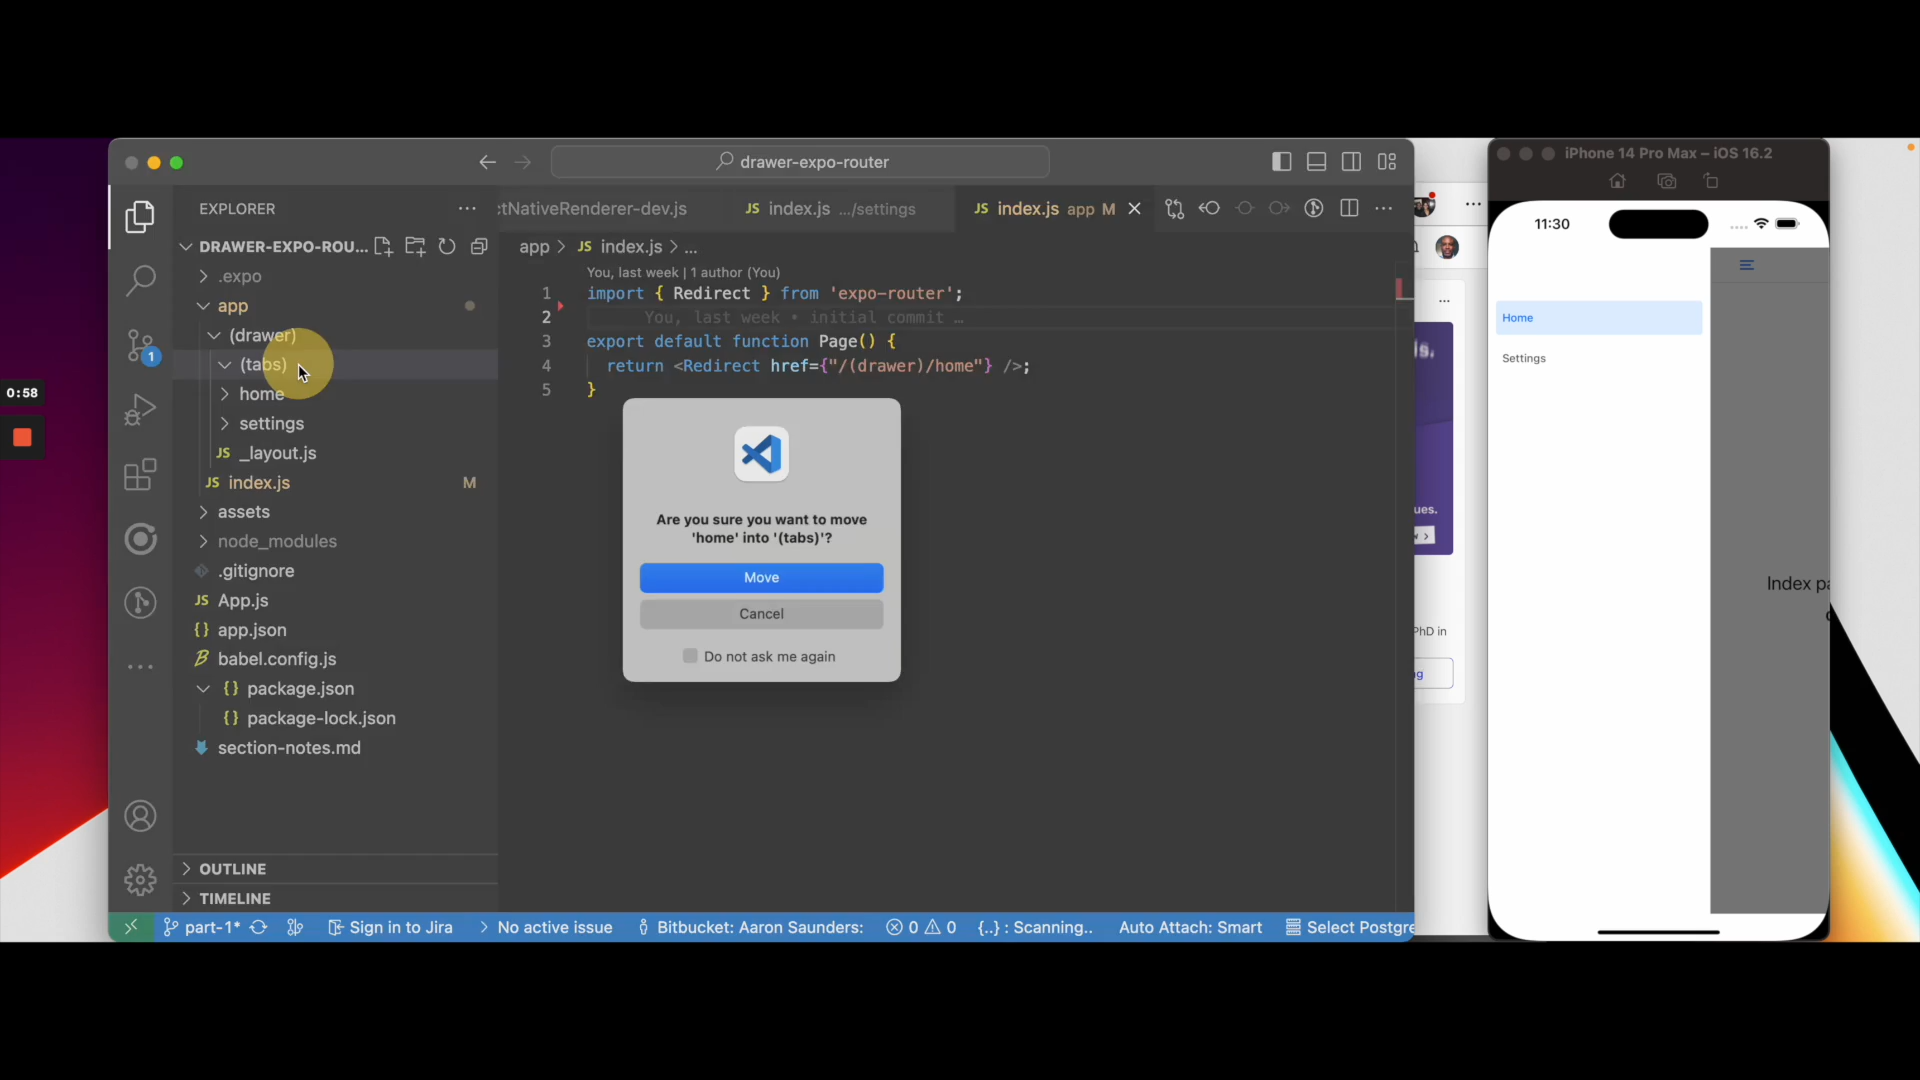 drawer-expo-router
iPhone 14 Pro Max – iOS 16.2
EXPLORER
ctNativeRenderer-dev.js
JS index.js .../settings
JS index.js app M
11:30
DRAWER-EXPO-ROU...
app > JS index.js > ...
.expo
You, last week | 1 author (You)
app
1 import { Redirect } from 'expo-router';
2 You, last week • initial commit …
3 export default function Page() {
4 return <Redirect href={"/(drawer)/home"} />;
5 }
(drawer)
(tabs)
home
settings
JS _layout.js
JS index.js M
assets
node_modules
.gitignore
JS App.js
{} app.json
babel.config.js
{} package.json
{} package-lock.json
section-notes.md
1
0:58
Are you sure you want to move
'home' into '(tabs)'?
Move
Cancel
Do not ask me again
Home
Settings
Index pa
ues.
PhD in
ng
OUTLINE
TIMELINE
part-1*
Sign in to Jira
No active issue
Bitbucket: Aaron Saunders:
0
0
{..} : Scanning..
Auto Attach: Smart
Select Postgre